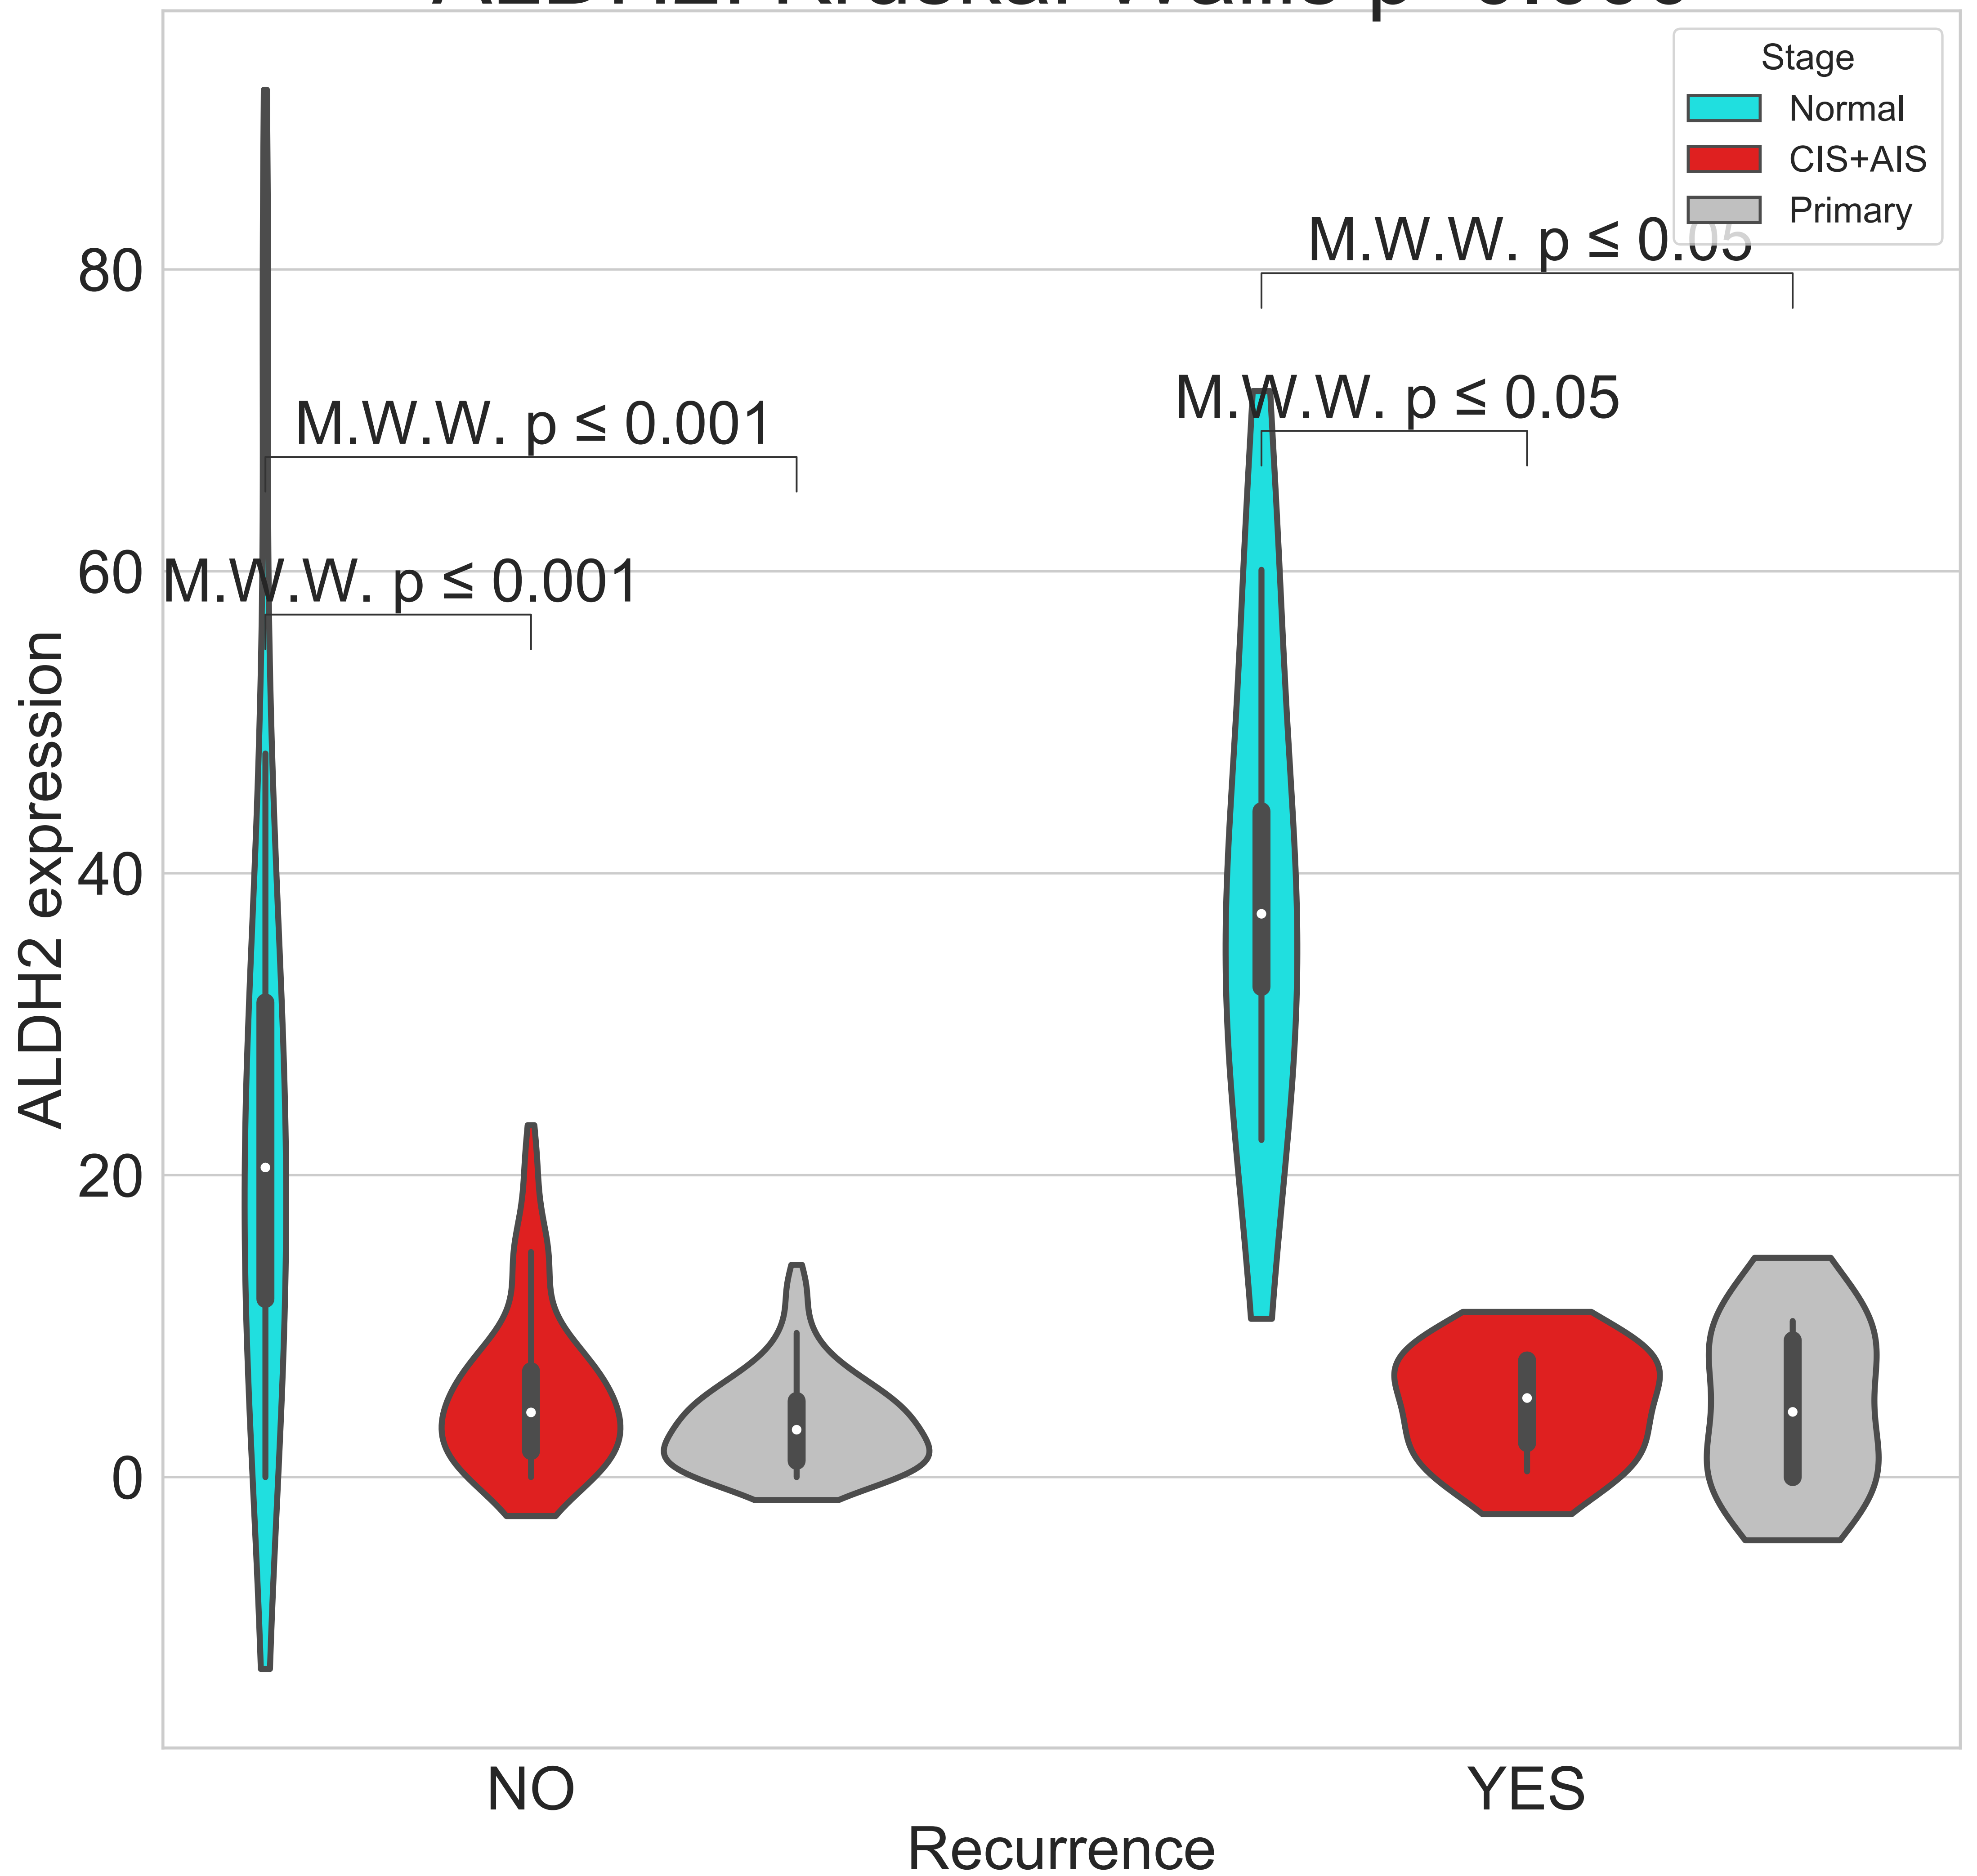 Stage
Normal
CIS+AIS
Primary
M.W.W. p ≤ 0.05
M.W.W. p ≤ 0.05
M.W.W. p ≤ 0.001
M.W.W. p ≤ 0.001
80
60
40
20
0
ALDH2 expression
NO
YES
Recurrence